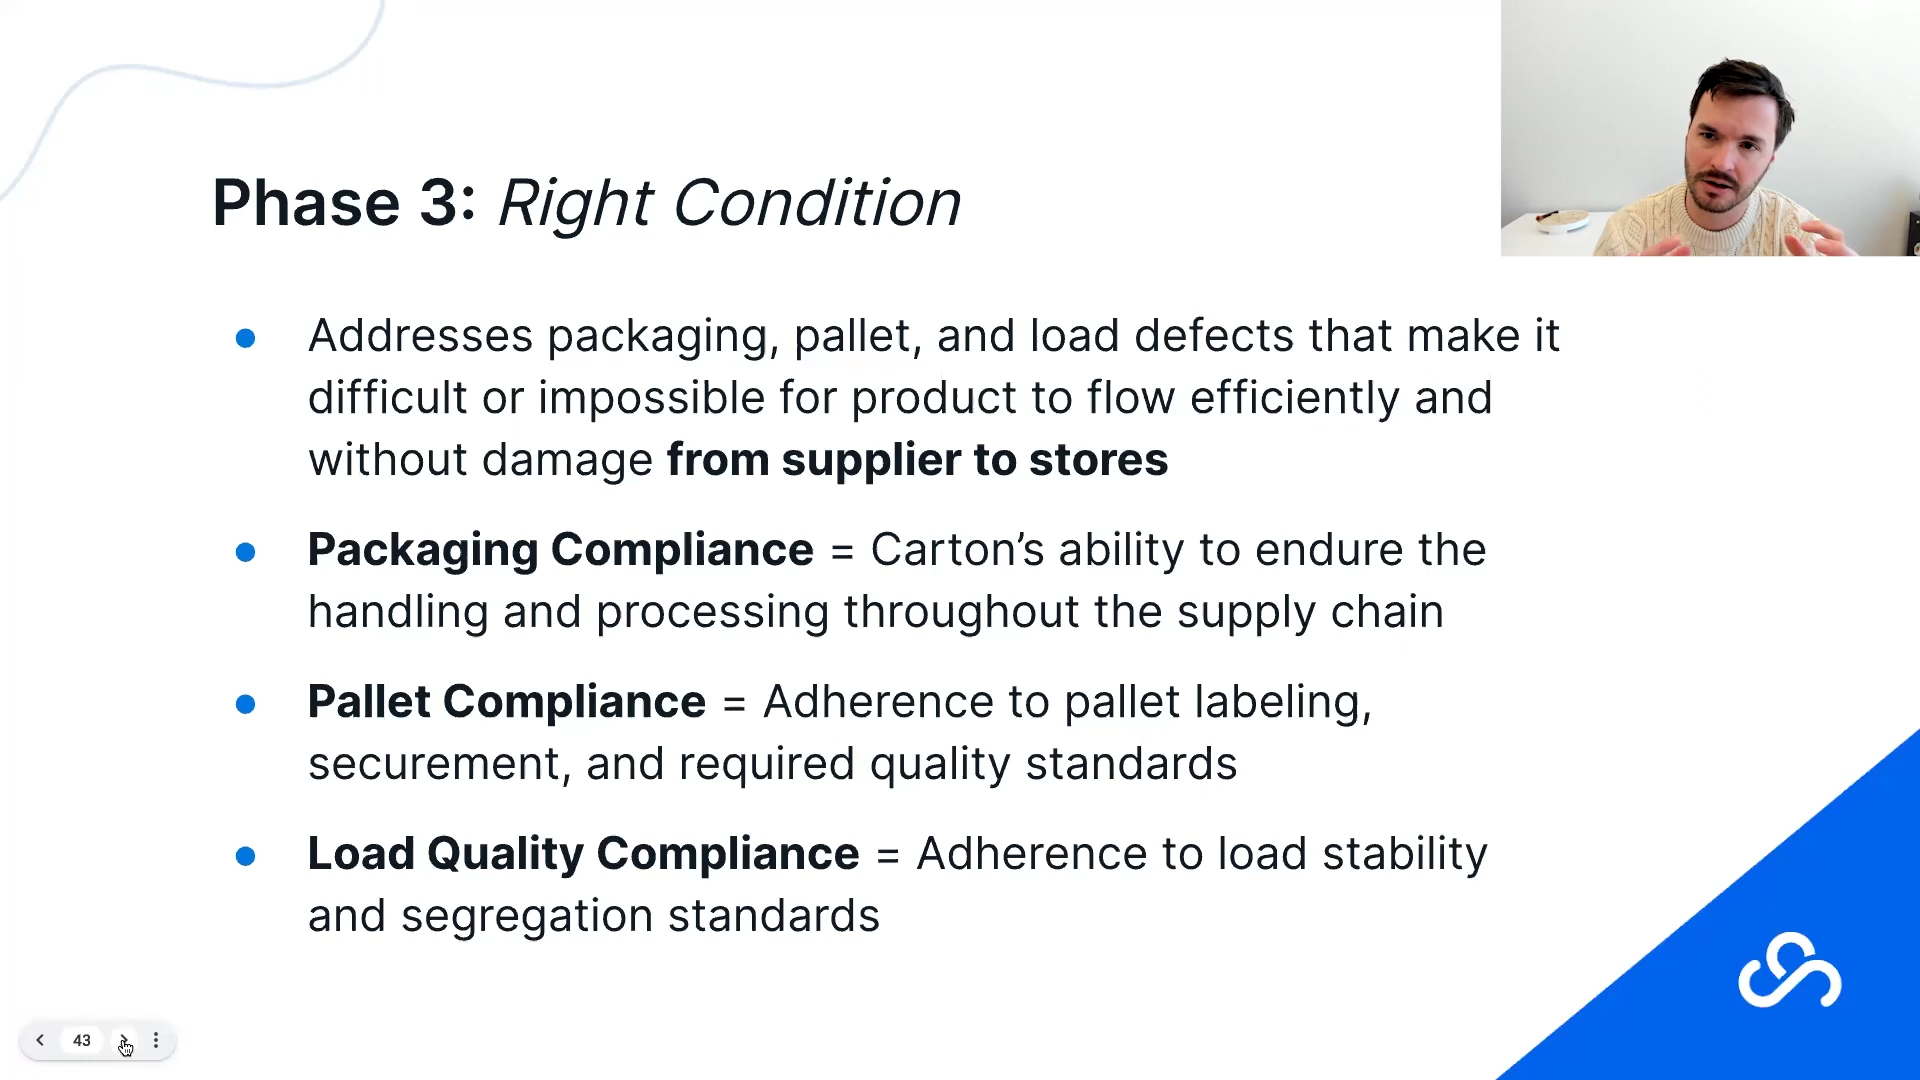 Phase 3: Right Condition
• Addresses packaging, pallet, and load defects that make it
difficult or impossible for product to flow efficiently and
without damage from supplier to stores
• Packaging Compliance = Carton’s ability to endure the
handling and processing throughout the supply chain
• Pallet Compliance = Adherence to pallet labeling,
securement, and required quality standards
• Load Quality Compliance = Adherence to load stability
and segregation standards
43